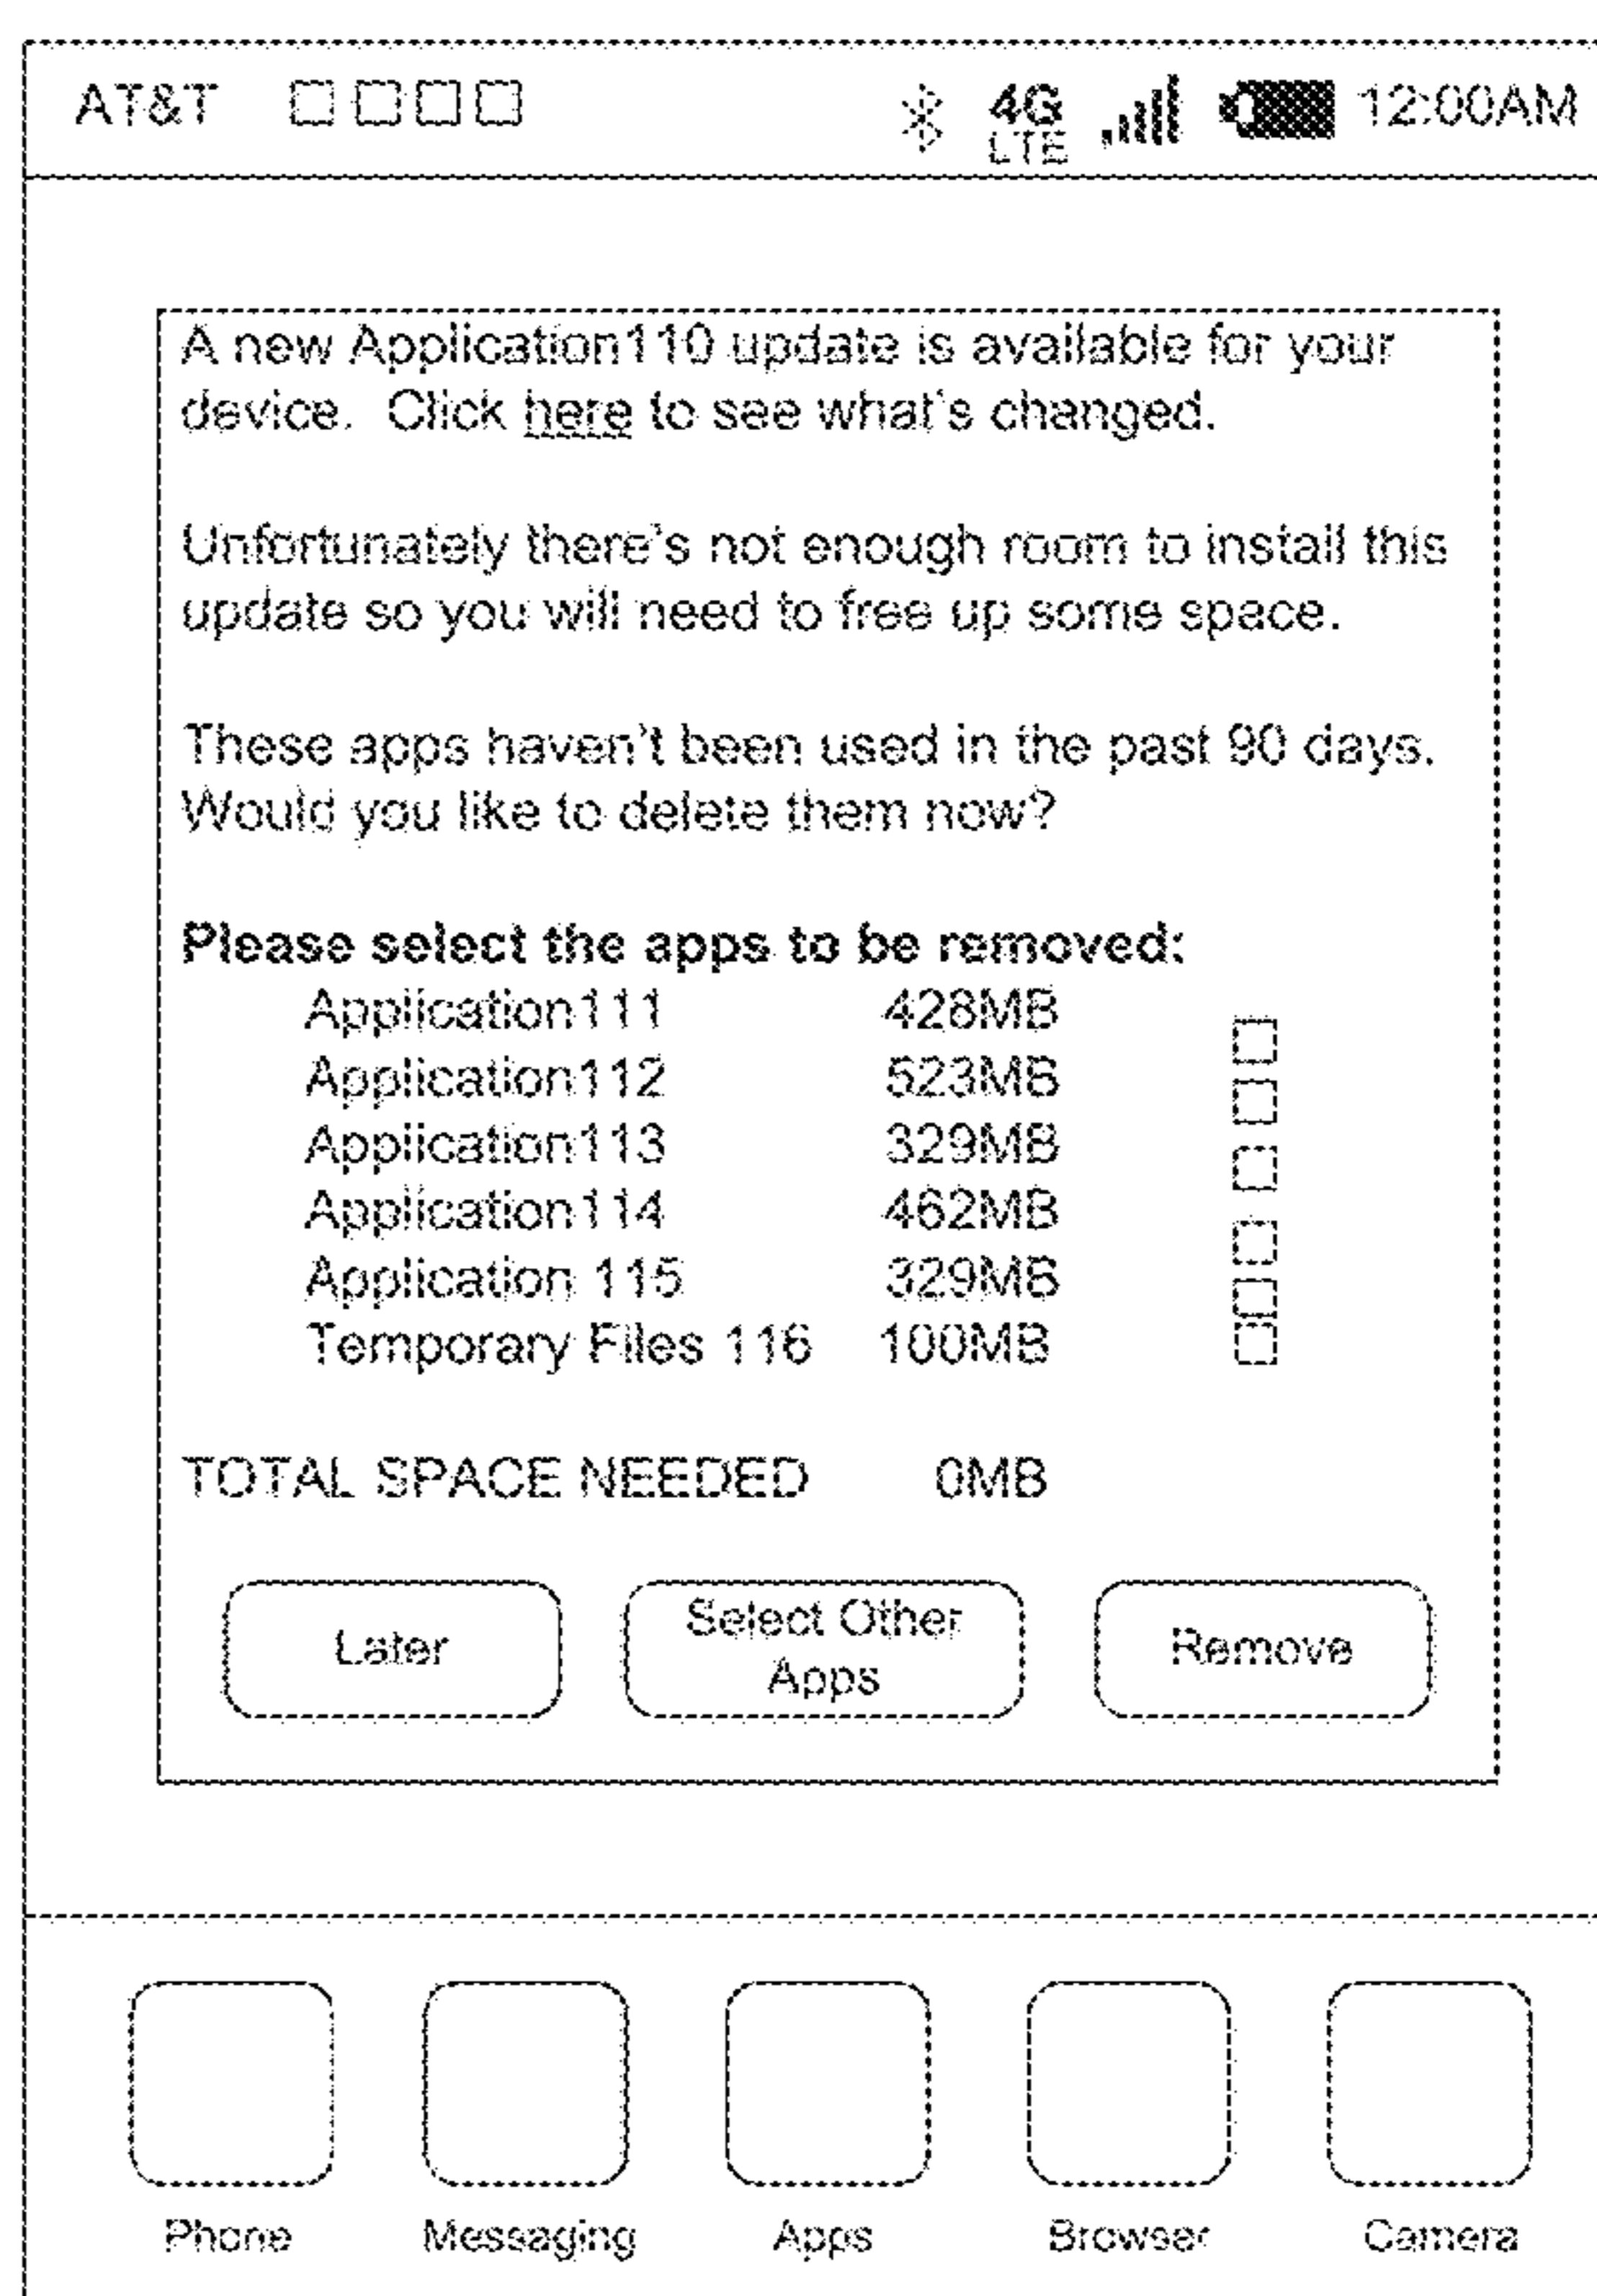 AT&T 4G LTE 12:00AM
A new Application110 update is available for your
device. Click here to see what's changed.
Unfortunately there's not enough room to install this
update so you will need to free up some space.
These apps haven't been used in the past 90 days.
Would you like to delete them now?
Please select the apps to be removed:
Application111 428MB
Application112 523MB
Application113 329MB
Application114 462MB
Application 115 329MB
Temporary Files 116 100MB
TOTAL SPACE NEEDED 0MB
Later
Select Other
Apps
Remove
Phone Messaging Apps Browser Camera